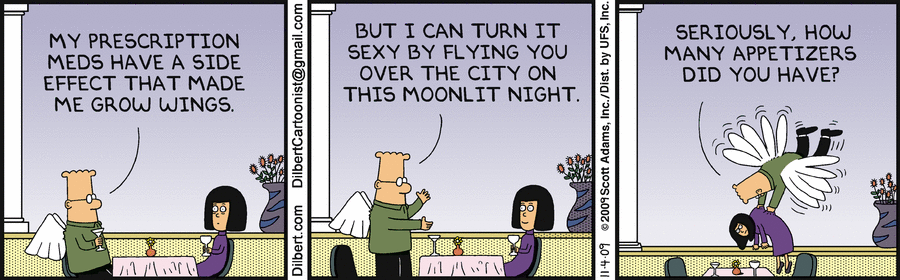 MY PRESCRIPTION
MEDS HAVE A SIDE
EFFECT THAT MADE
ME GROW WINGS.
Dilbert.com DilbertCartoonist@gmail.com
BUT I CAN TURN IT
SEXY BY FLYING YOU
OVER THE CITY ON
THIS MOONLIT NIGHT.
11-4-09 ©2009 Scott Adams, Inc./Dist. by UFS, Inc.
SERIOUSLY, HOW
MANY APPETIZERS
DID YOU HAVE?